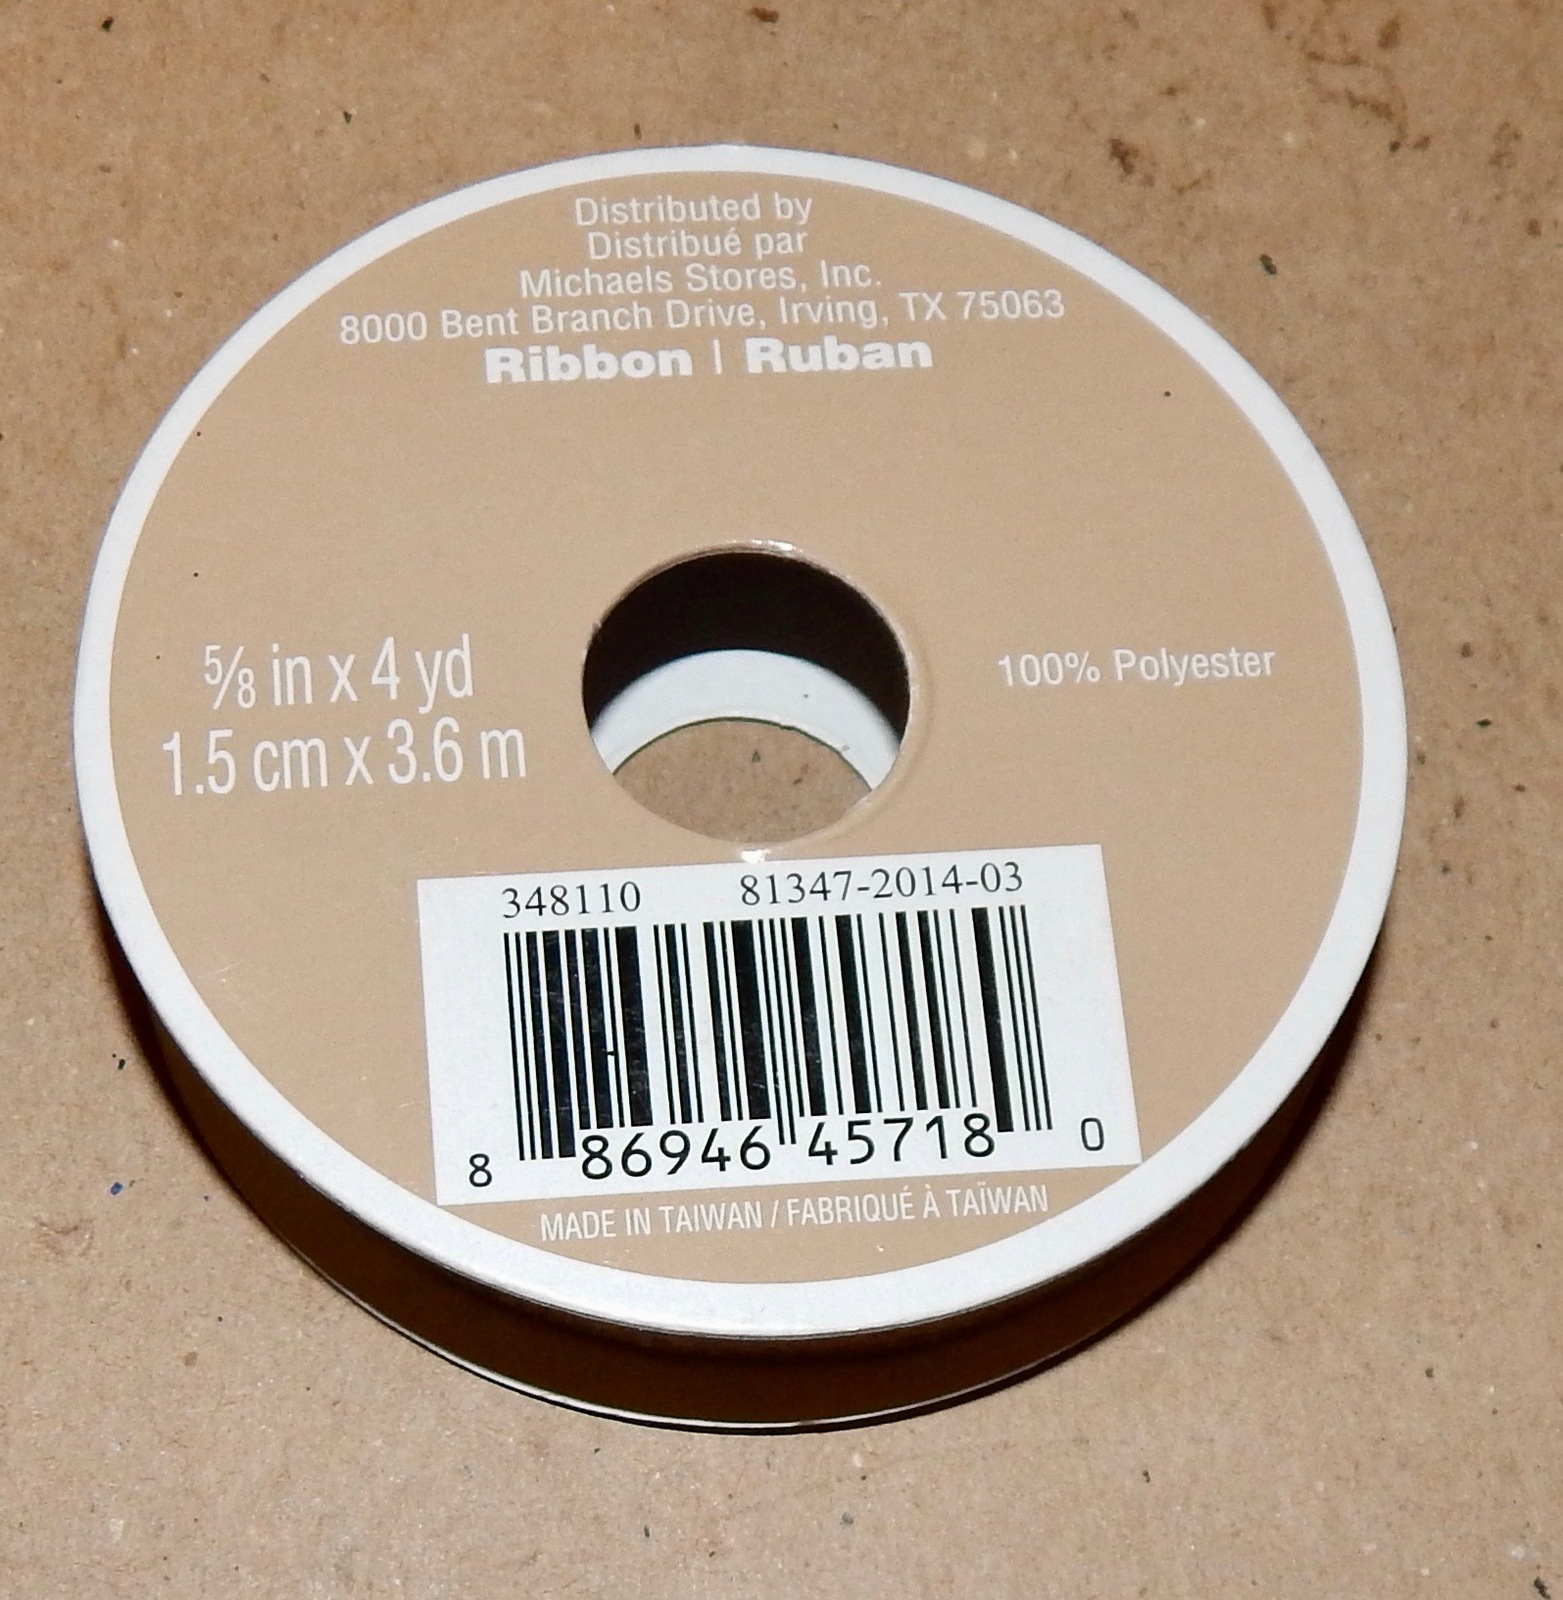 Distributed by
Distribué par
Michaels Stores, Inc.
8000 Bent Branch Drive, Irving, TX 75063
Ribbon | Ruban
⅝ in x 4 yd
1.5 cm x 3.6 m
100% Polyester
348110 81347-2014-03
8 86946 45718 0
MADE IN TAIWAN / FABRIQUÉ À TAÏWAN